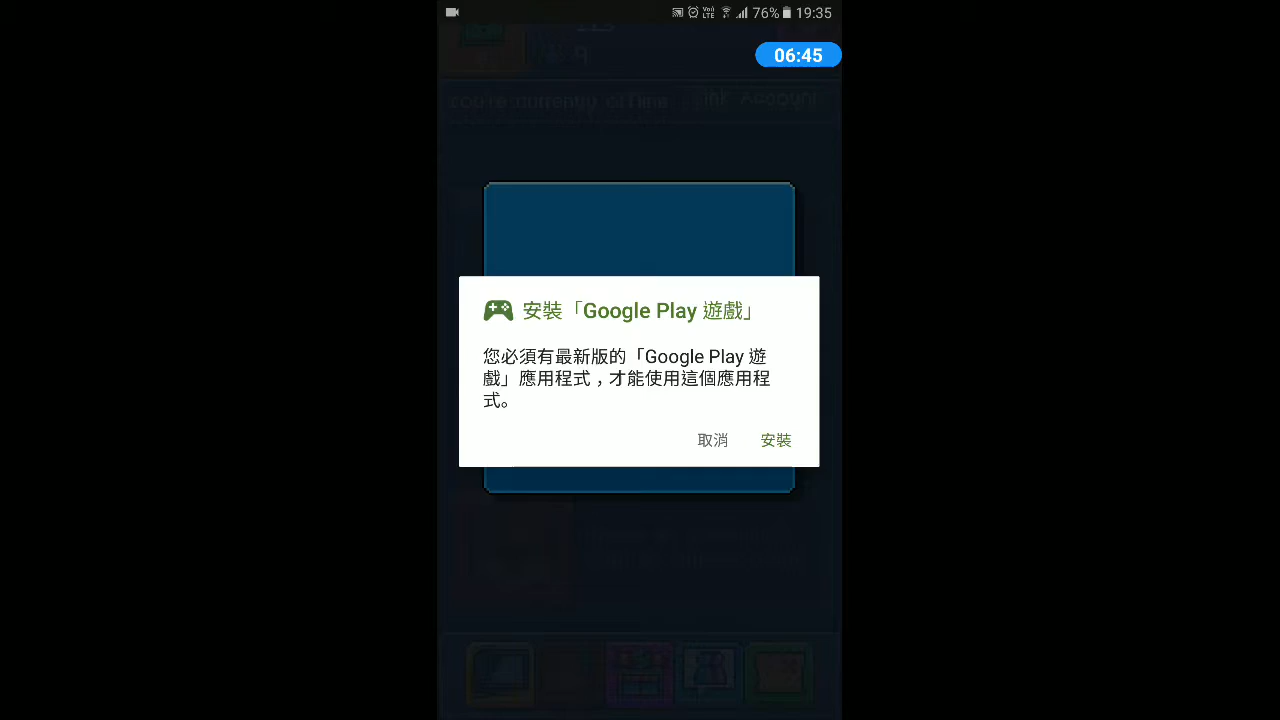 76% 19:35
06:45
安裝「Google Play 遊戲」
您必須有最新版的「Google Play 遊
戲」應用程式，才能使用這個應用程
式。
取消 安裝